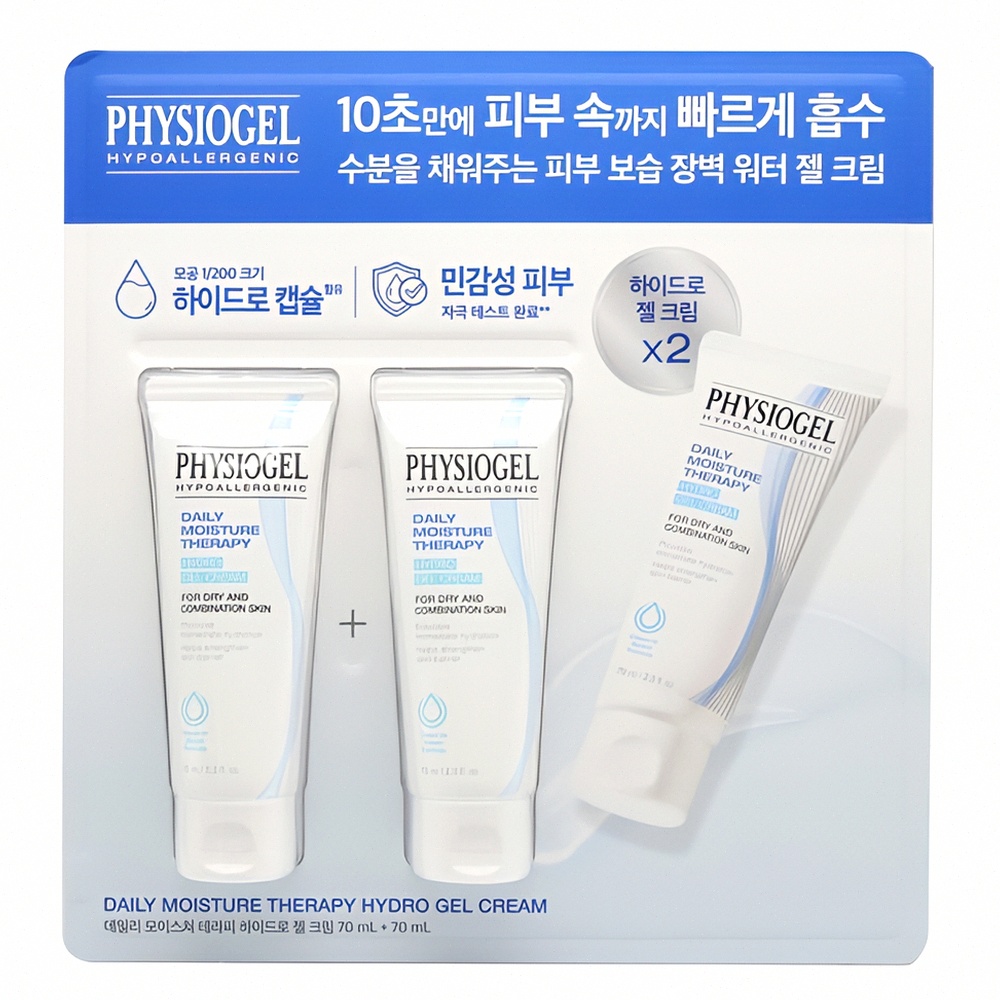 PHYSIOGEL
HYPOALLERGENIC
10초만에 피부 속까지 빠르게 흡수
수분을 채워주는 피부 보습 장벽 워터 젤 크림
모공 1/200 크기
하이드로 캡슐
민감성 피부
자극 테스트 완료**
하이드로
젤 크림
x2
PHYSIOGEL
HYPOALLERGENIC
DAILY
MOISTURE
THERAPY
FOR DRY AND
COMBINATION SKIN
+
PHYSIOGEL
HYPOALLERGENIC
DAILY
MOISTURE
THERAPY
FOR DRY AND
COMBINATION SKIN
PHYSIOGEL
HYPOALLERGENIC
DAILY
MOISTURE
THERAPY
FOR DRY AND
COMBINATION SKIN
DAILY MOISTURE THERAPY HYDRO GEL CREAM
데일리 모이스처 테라피 하이드로 젤 크림 70 mL + 70 mL